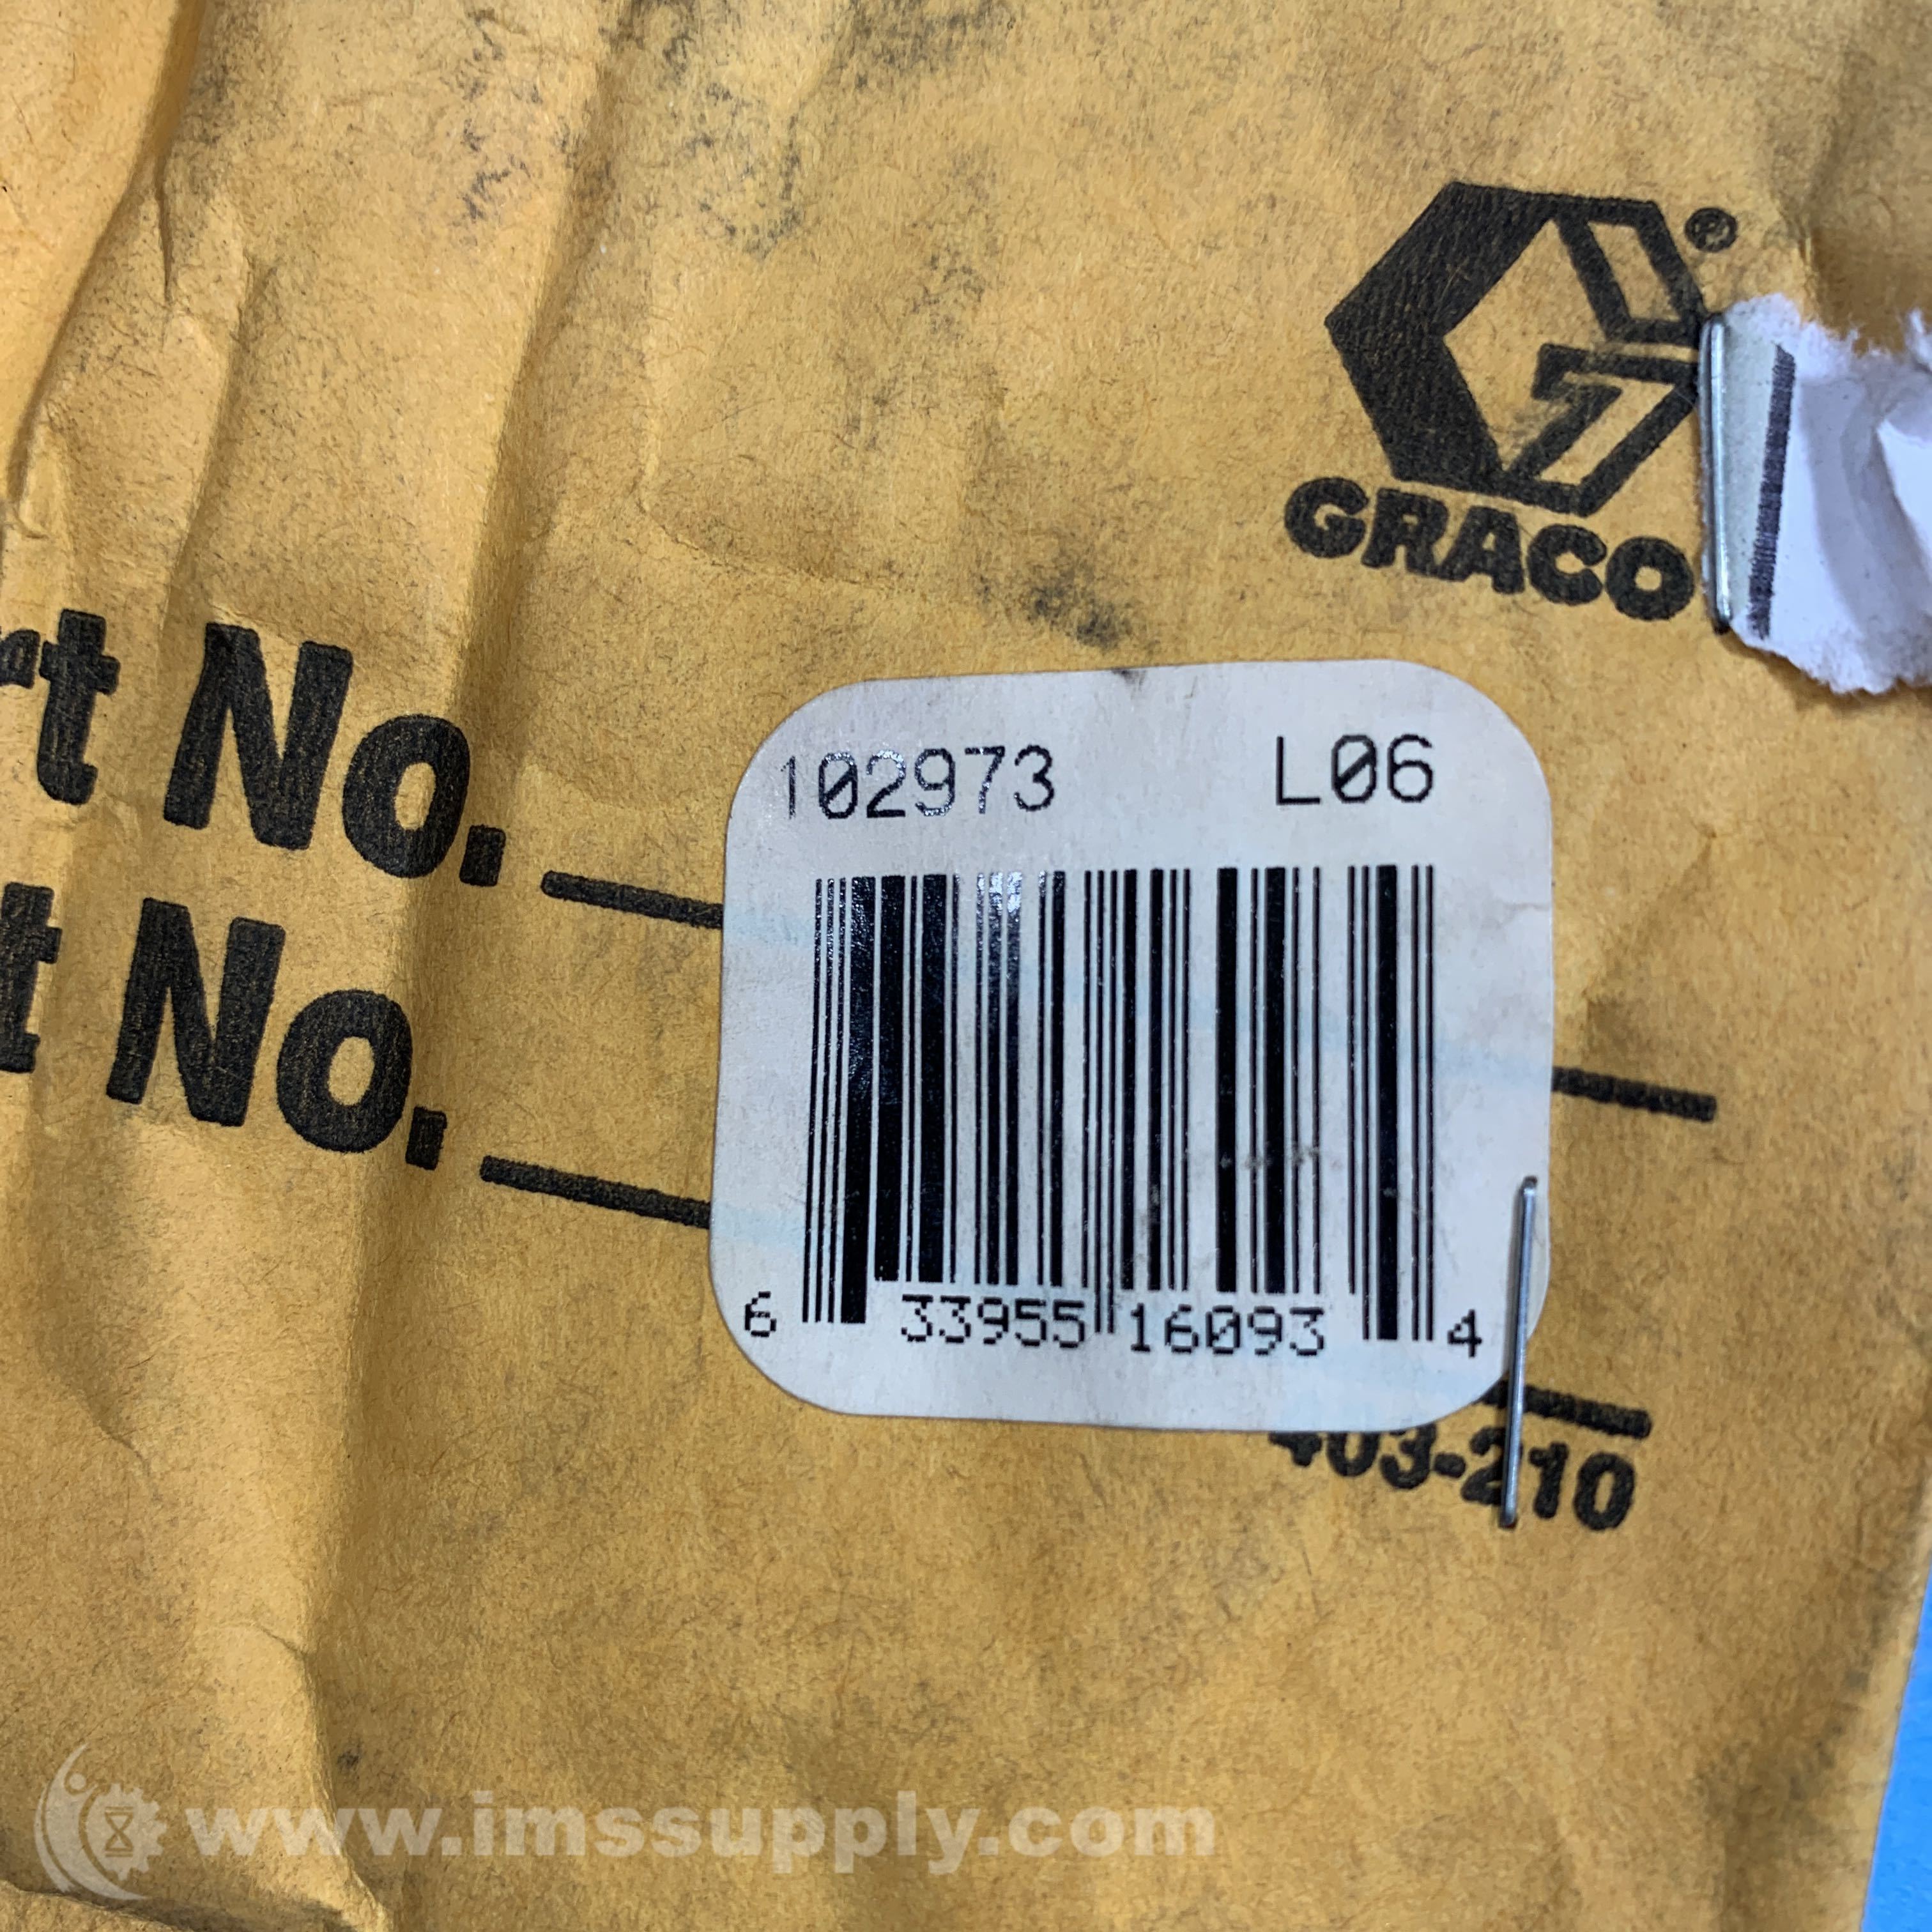 ®
GRACO
rt No.
t No.
102973 L06
6 33955 16093 4
403-210
www.imssupply.com